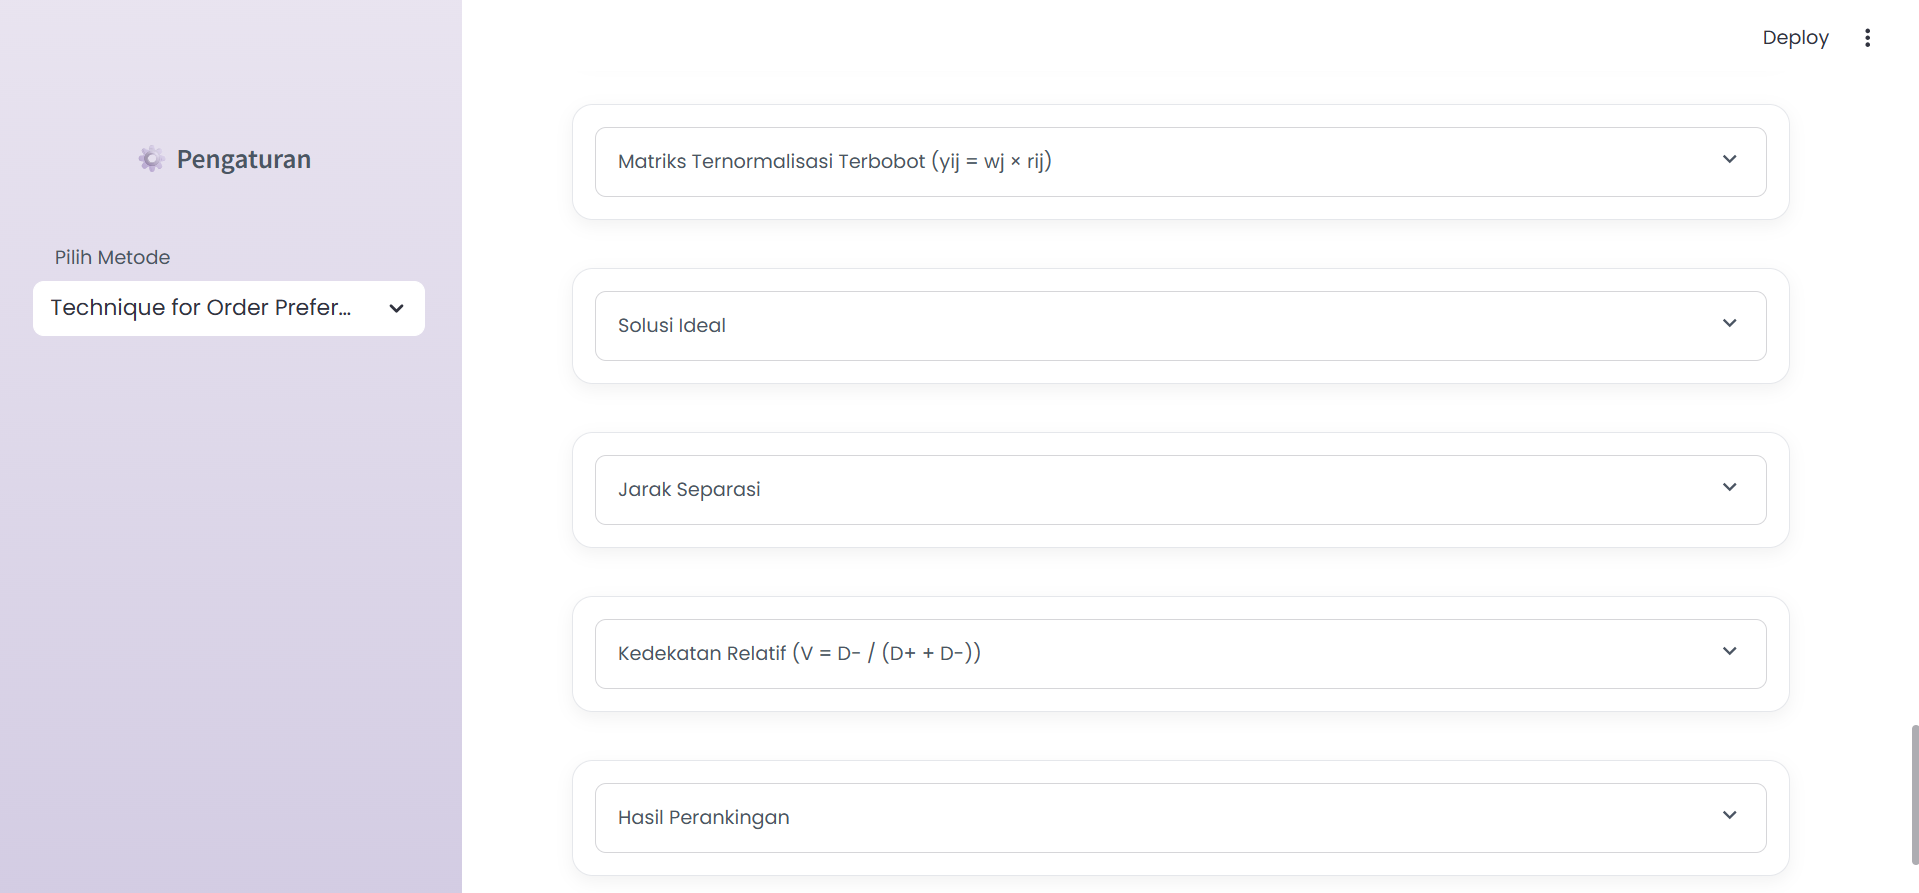 Deploy
Pengaturan
Pilih Metode
Technique for Order Prefer...
Matriks Ternormalisasi Terbobot (yij = wj × rij)
Solusi Ideal
Jarak Separasi
Kedekatan Relatif (V = D- / (D+ + D-))
Hasil Perankingan